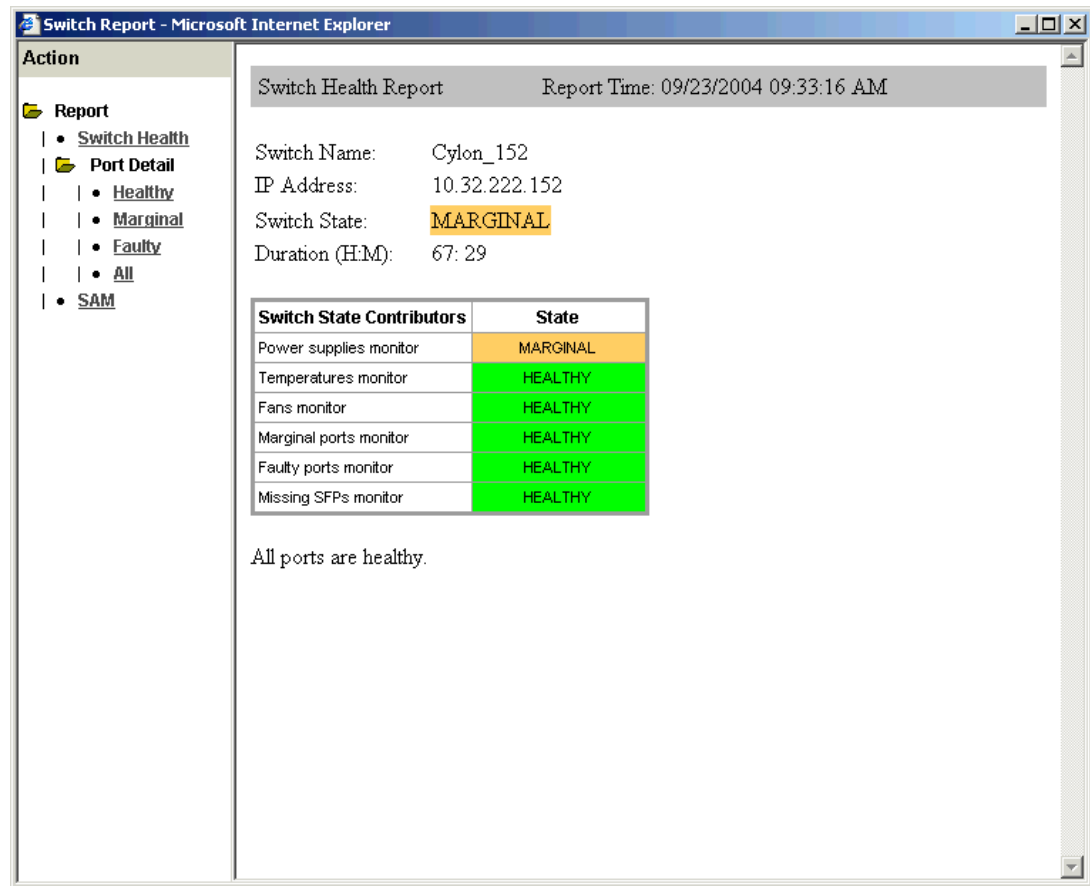 Switch Report - Microsoft Internet Explorer
Action
Report
Switch Health
Port Detail
Healthy
Marginal
Faulty
All
SAM
Switch Health Report Report Time: 09/23/2004 09:33:16 AM
Switch Name: Cylon_152
IP Address: 10.32.222.152
Switch State: MARGINAL
Duration (H:M): 67: 29
Switch State Contributors State
Power supplies monitor MARGINAL
Temperatures monitor HEALTHY
Fans monitor HEALTHY
Marginal ports monitor HEALTHY
Faulty ports monitor HEALTHY
Missing SFPs monitor HEALTHY
All ports are healthy.